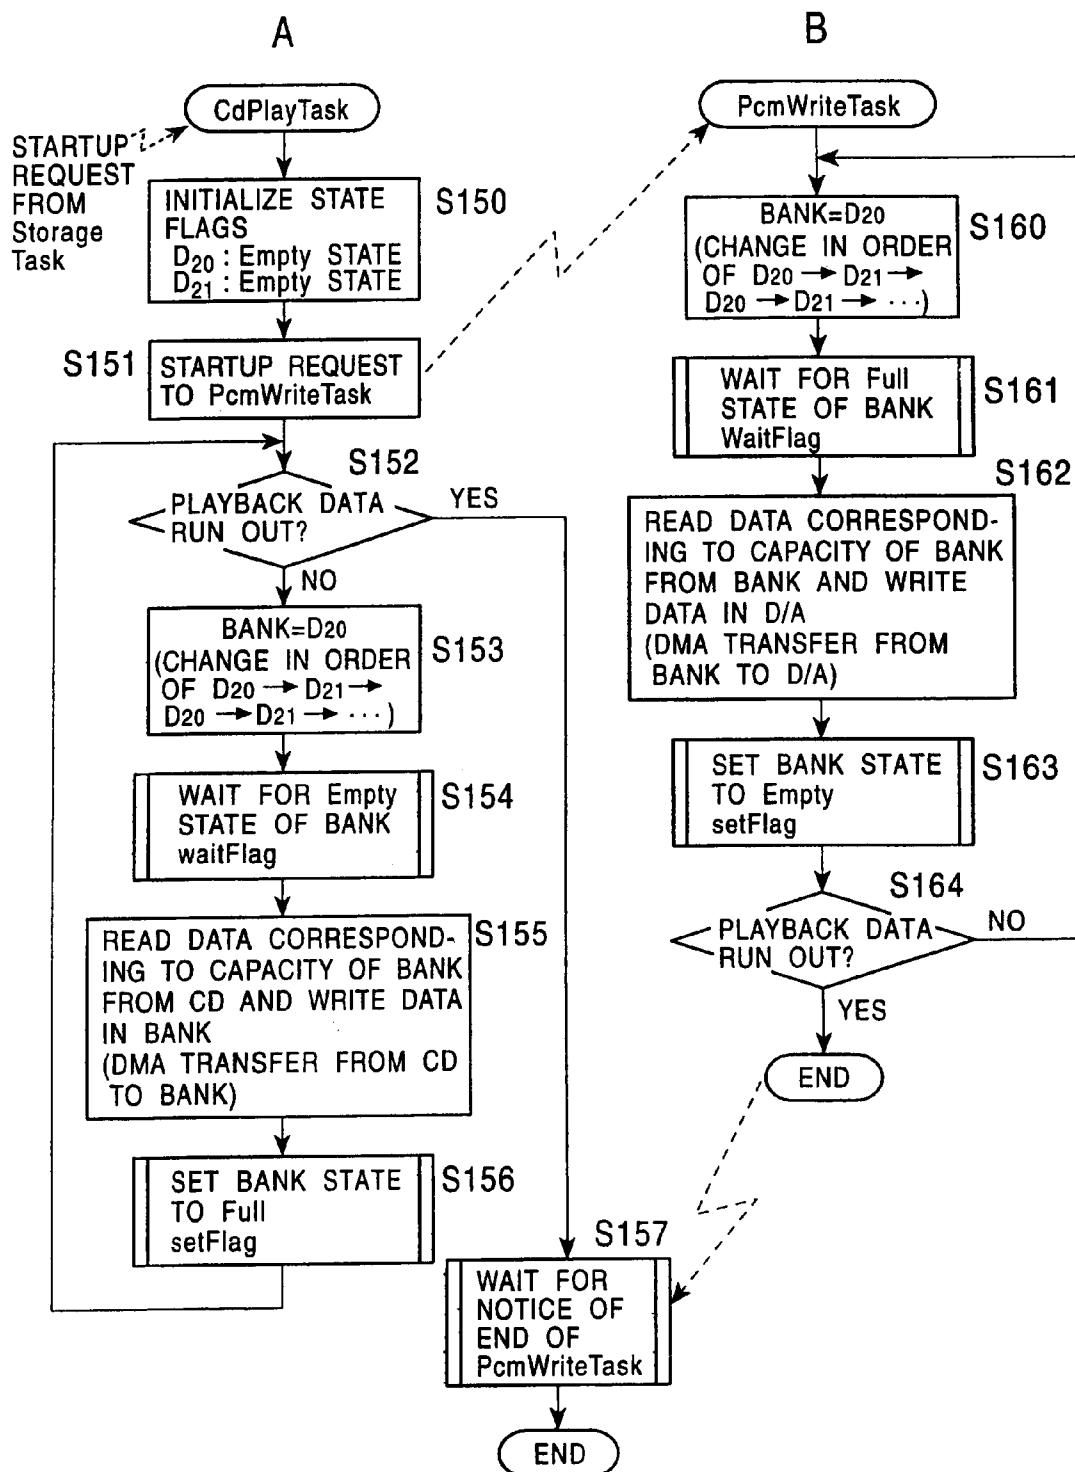 A
CdPlayTask
STARTUP
REQUEST
FROM
Storage
Task
INITIALIZE STATE
FLAGS
D20 : Empty STATE
D21 : Empty STATE
S150
S151
STARTUP REQUEST
TO PcmWriteTask
S152
PLAYBACK DATA
RUN OUT?
YES
NO
BANK=D20
(CHANGE IN ORDER
OF D20 → D21 →
D20 → D21 → ···)
S153
WAIT FOR Empty
STATE OF BANK
waitFlag
S154
READ DATA CORRESPOND-
ING TO CAPACITY OF BANK
FROM CD AND WRITE DATA
IN BANK
(DMA TRANSFER FROM CD
TO BANK)
S155
SET BANK STATE
TO Full
setFlag
S156
S157
WAIT FOR
NOTICE OF
END OF
PcmWriteTask
END
B
PcmWriteTask
BANK=D20
(CHANGE IN ORDER
OF D20 → D21 →
D20 → D21 → ···)
S160
WAIT FOR Full
STATE OF BANK
WaitFlag
S161
S162
READ DATA CORRESPOND-
ING TO CAPACITY OF BANK
FROM BANK AND WRITE
DATA IN D/A
(DMA TRANSFER FROM
BANK TO D/A)
SET BANK STATE
TO Empty
setFlag
S163
S164
PLAYBACK DATA
RUN OUT?
NO
YES
END